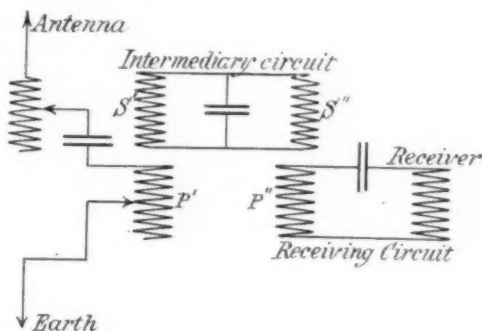 Antenna
Intermediary circuit
S'
S"
P'
P"
Receiver
Receiving Circuit
Earth